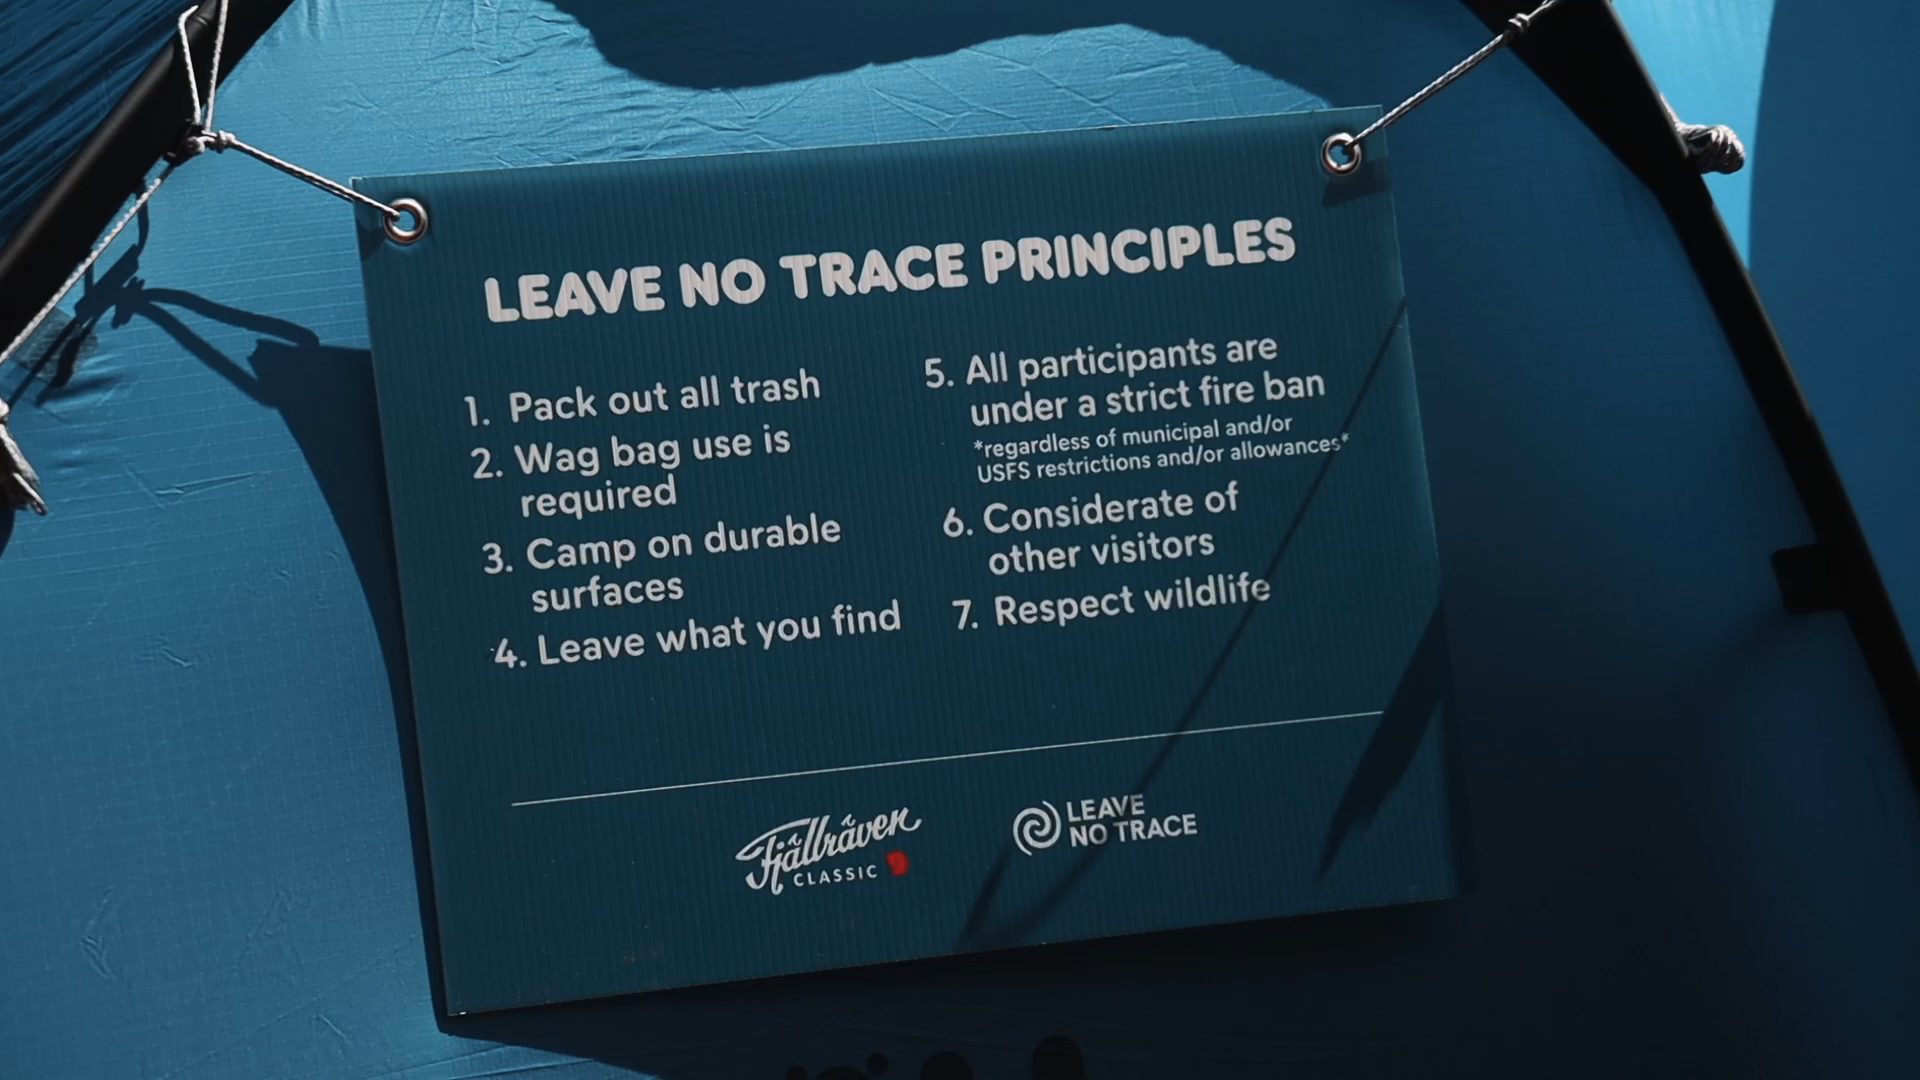 LEAVE NO TRACE PRINCIPLES
1. Pack out all trash
2. Wag bag use is
required
3. Camp on durable
surfaces
4. Leave what you find
5. All participants are
under a strict fire ban
*regardless of municipal and/or
USFS restrictions and/or allowances*
6. Considerate of
other visitors
7. Respect wildlife
Fjällräven
CLASSIC
LEAVE
NO TRACE